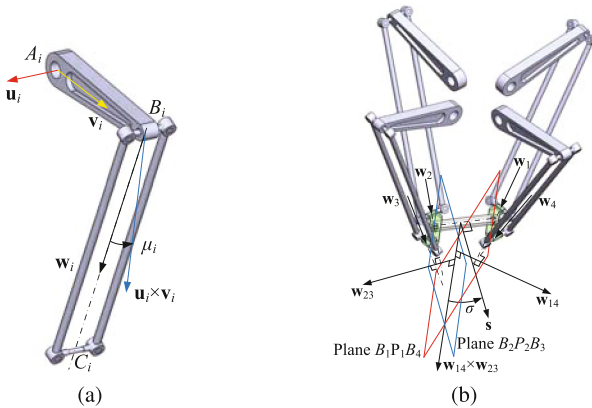 A_i
B_i
u_i
v_i
w_i
μ_i
u_i×v_i
C_i
(a)
w_1
w_2
w_3
w_4
w_23
w_14
σ
s
Plane B_1P_1B_4
Plane B_2P_2B_3
w_14×w_23
(b)